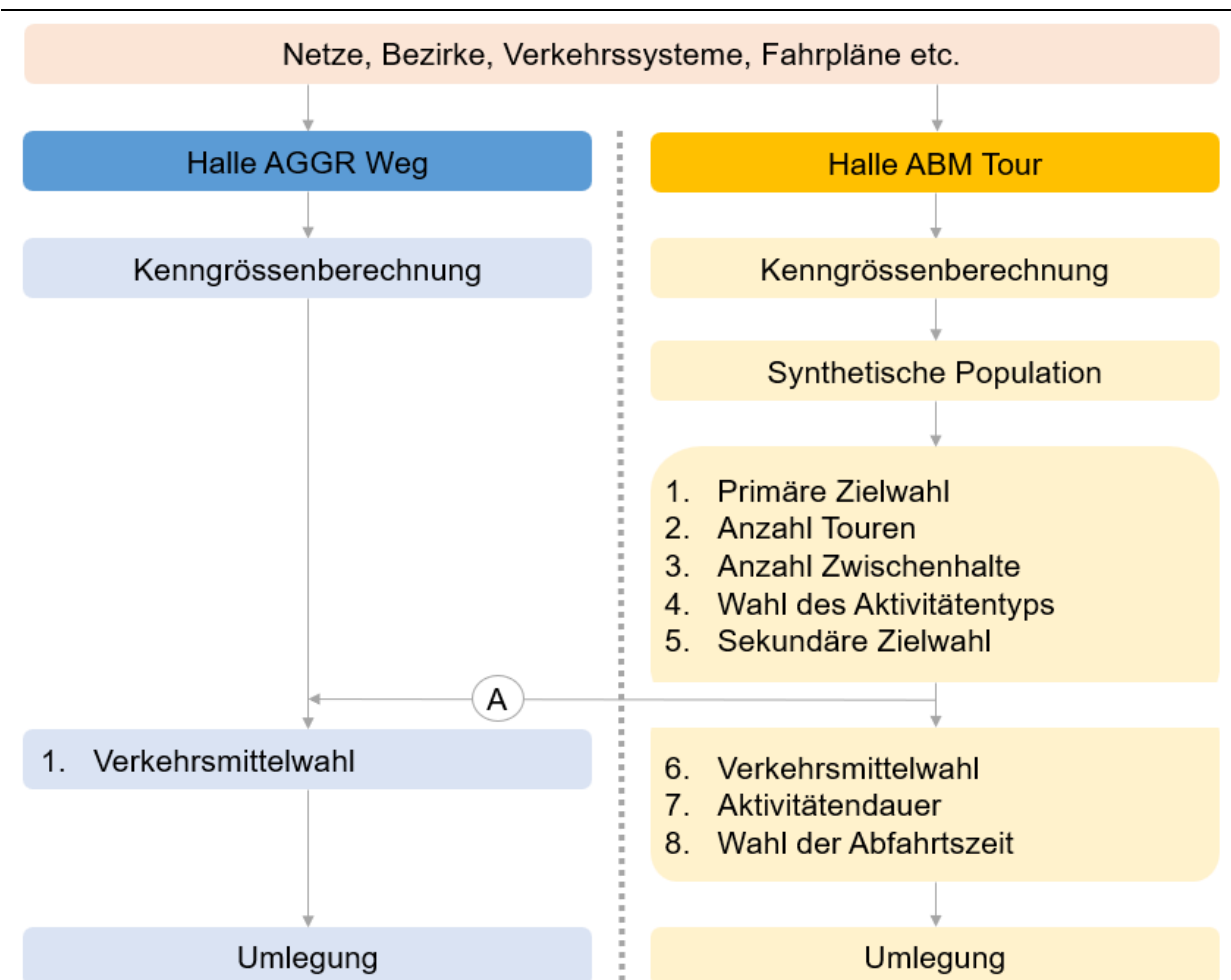 Netze, Bezirke, Verkehrssysteme, Fahrpläne etc.
Halle AGGR Weg
Halle ABM Tour
Kenngrössenberechnung
Kenngrössenberechnung
Synthetische Population
1. Primäre Zielwahl
2. Anzahl Touren
3. Anzahl Zwischenhalte
4. Wahl des Aktivitätentyps
5. Sekundäre Zielwahl
A
1. Verkehrsmittelwahl
6. Verkehrsmittelwahl
7. Aktivitätendauer
8. Wahl der Abfahrtszeit
Umlegung
Umlegung